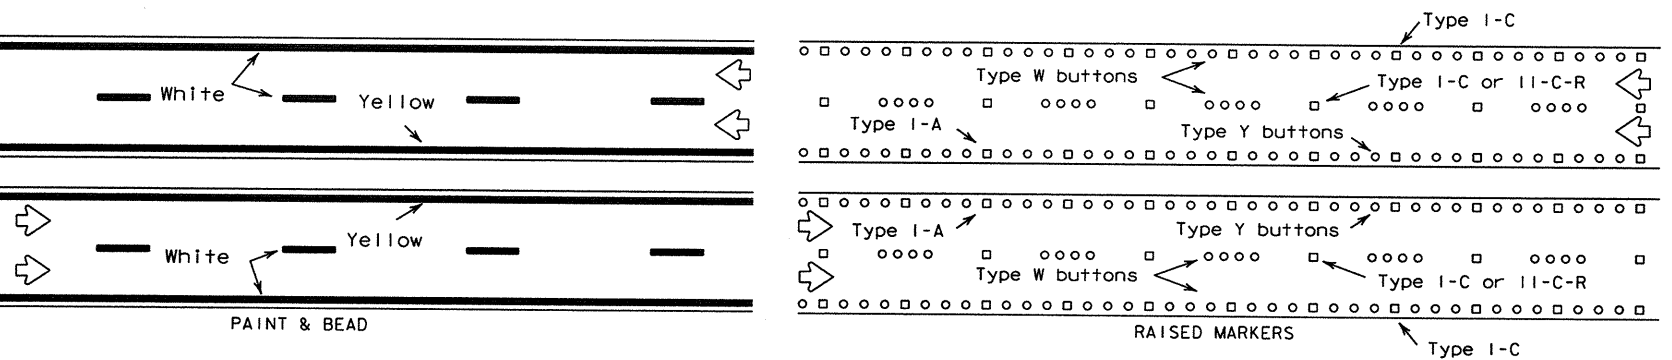 White
Yellow
White
Yellow
PAINT & BEAD
Type I-C
Type W buttons
Type I-C or II-C-R
Type I-A
Type Y buttons
Type I-A
Type Y buttons
Type W buttons
Type I-C or II-C-R
RAISED MARKERS
Type I-C